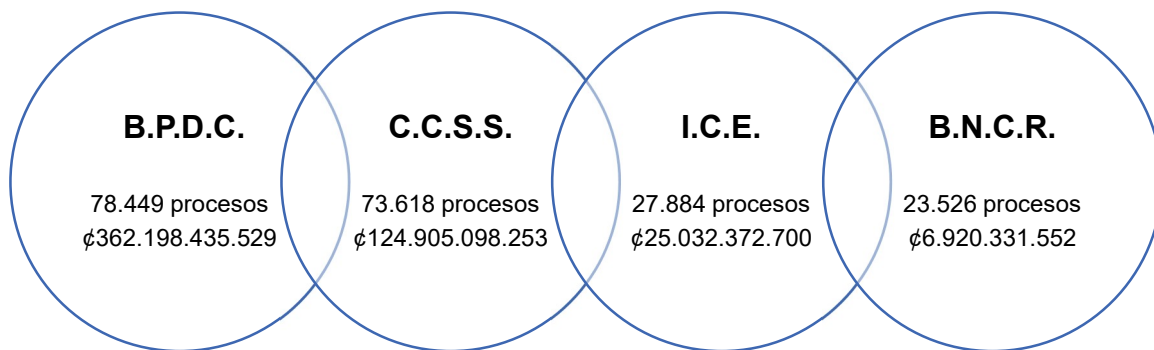 B.P.D.C.
78.449 procesos
₡362.198.435.529
C.C.S.S.
73.618 procesos
₡124.905.098.253
I.C.E.
27.884 procesos
₡25.032.372.700
B.N.C.R.
23.526 procesos
₡6.920.331.552